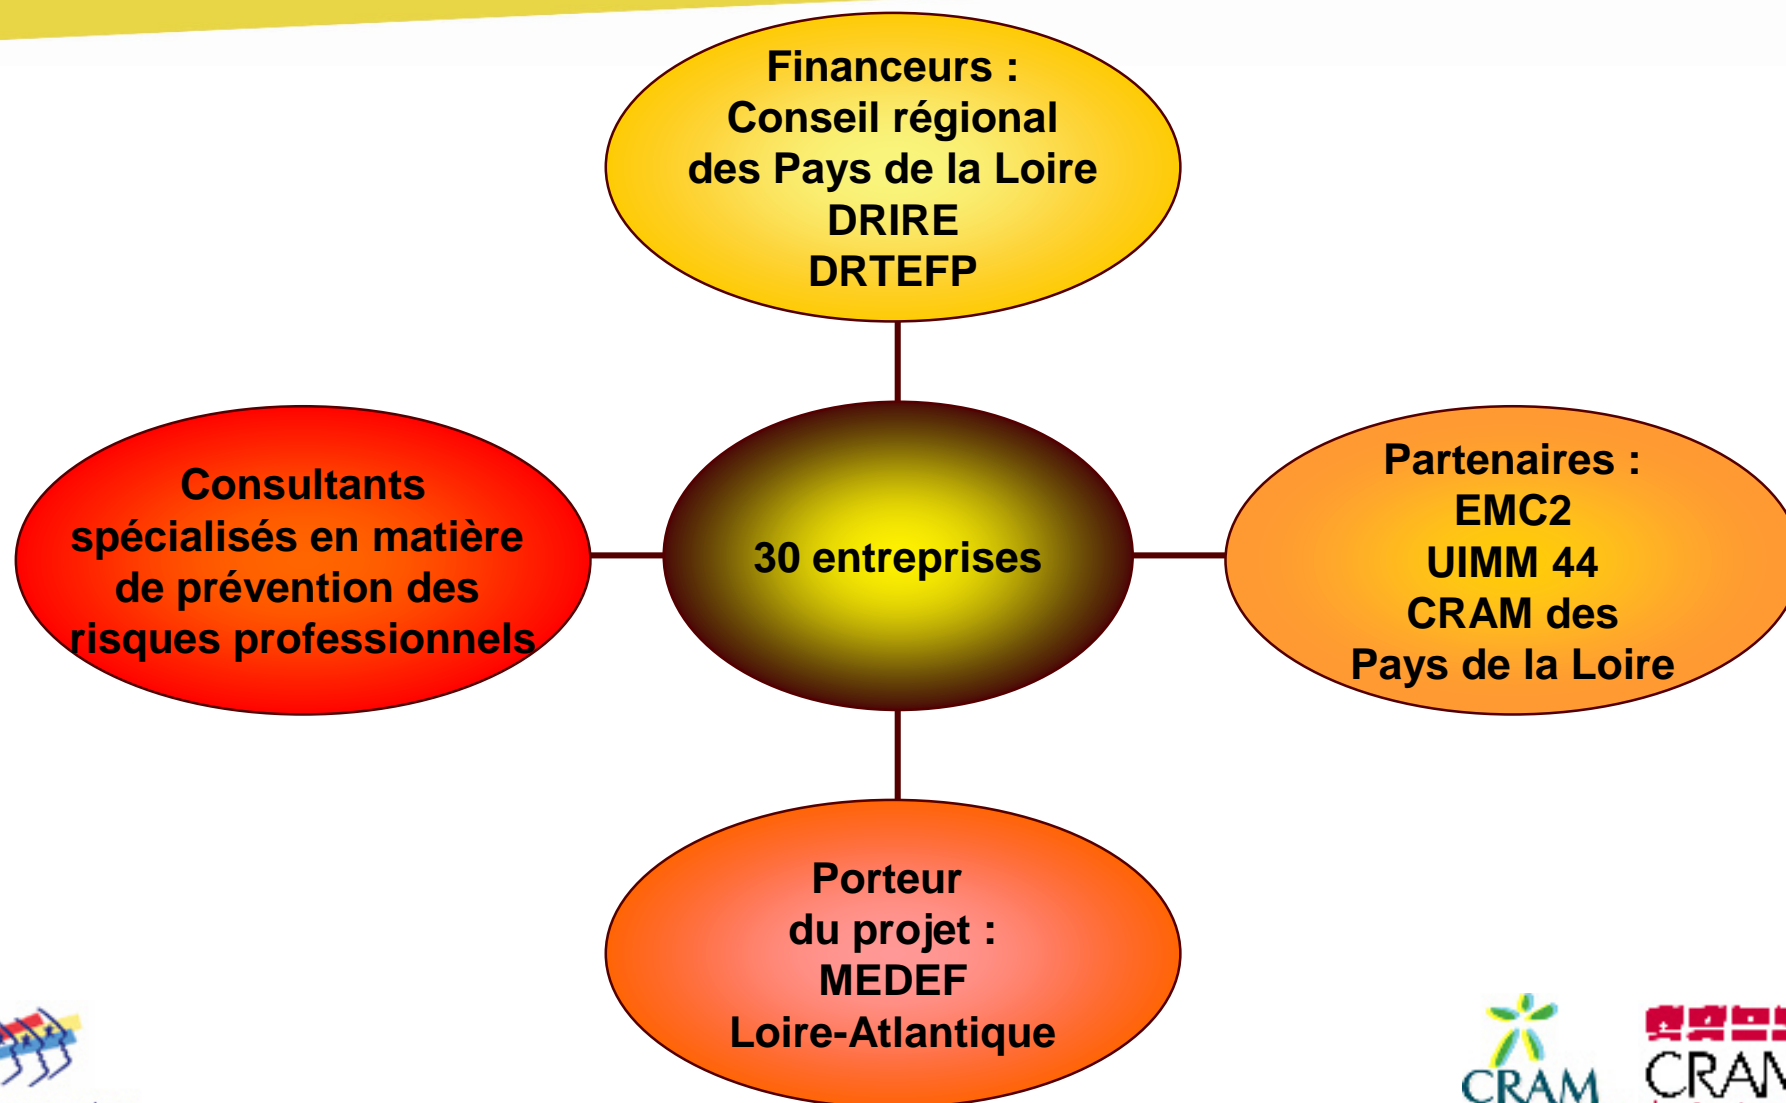 Financeurs :
Conseil régional
des Pays de la Loire
DRIRE
DRTEFP
Consultants
spécialisés en matière
de prévention des
risques professionnels
30 entreprises
Partenaires :
EMC2
UIMM 44
CRAM des
Pays de la Loire
Porteur
du projet :
MEDEF
Loire-Atlantique
CRAM
CRAM